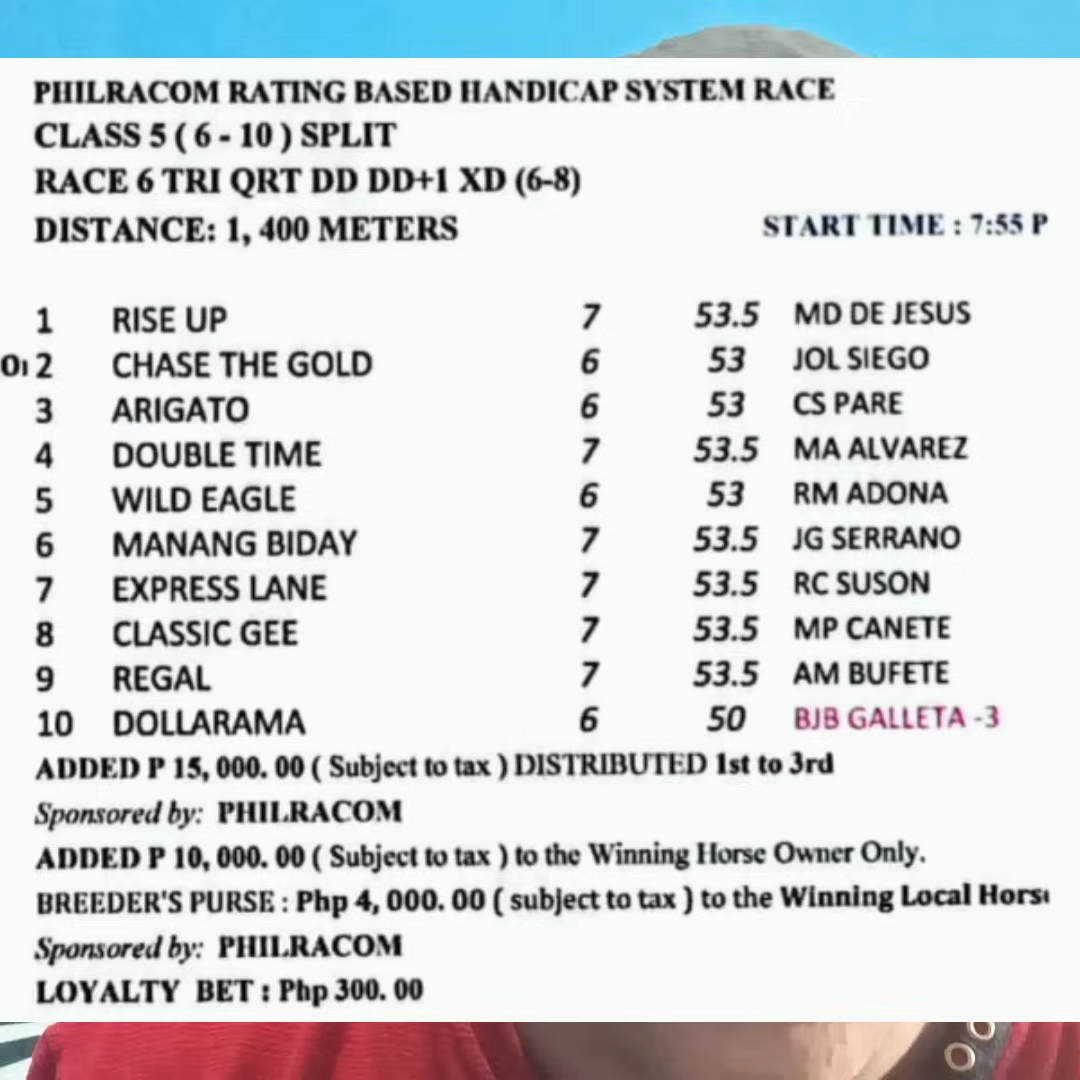 PHILRACOM RATING BASED HANDICAP SYSTEM RACE
CLASS 5 ( 6 - 10 ) SPLIT
RACE 6 TRI QRT DD DD+1 XD (6-8)
DISTANCE: 1, 400 METERS START TIME : 7:55 P
1 RISE UP 7 53.5 MD DE JESUS
2 CHASE THE GOLD 6 53 JOL SIEGO
3 ARIGATO 6 53 CS PARE
4 DOUBLE TIME 7 53.5 MA ALVAREZ
5 WILD EAGLE 6 53 RM ADONA
6 MANANG BIDAY 7 53.5 JG SERRANO
7 EXPRESS LANE 7 53.5 RC SUSON
8 CLASSIC GEE 7 53.5 MP CANETE
9 REGAL 7 53.5 AM BUFETE
10 DOLLARAMA 6 50 BJB GALLETA -3
ADDED P 15, 000. 00 ( Subject to tax ) DISTRIBUTED 1st to 3rd
Sponsored by: PHILRACOM
ADDED P 10, 000. 00 ( Subject to tax ) to the Winning Horse Owner Only.
BREEDER'S PURSE : Php 4, 000. 00 ( subject to tax ) to the Winning Local Hors
Sponsored by: PHILRACOM
LOYALTY BET : Php 300. 00